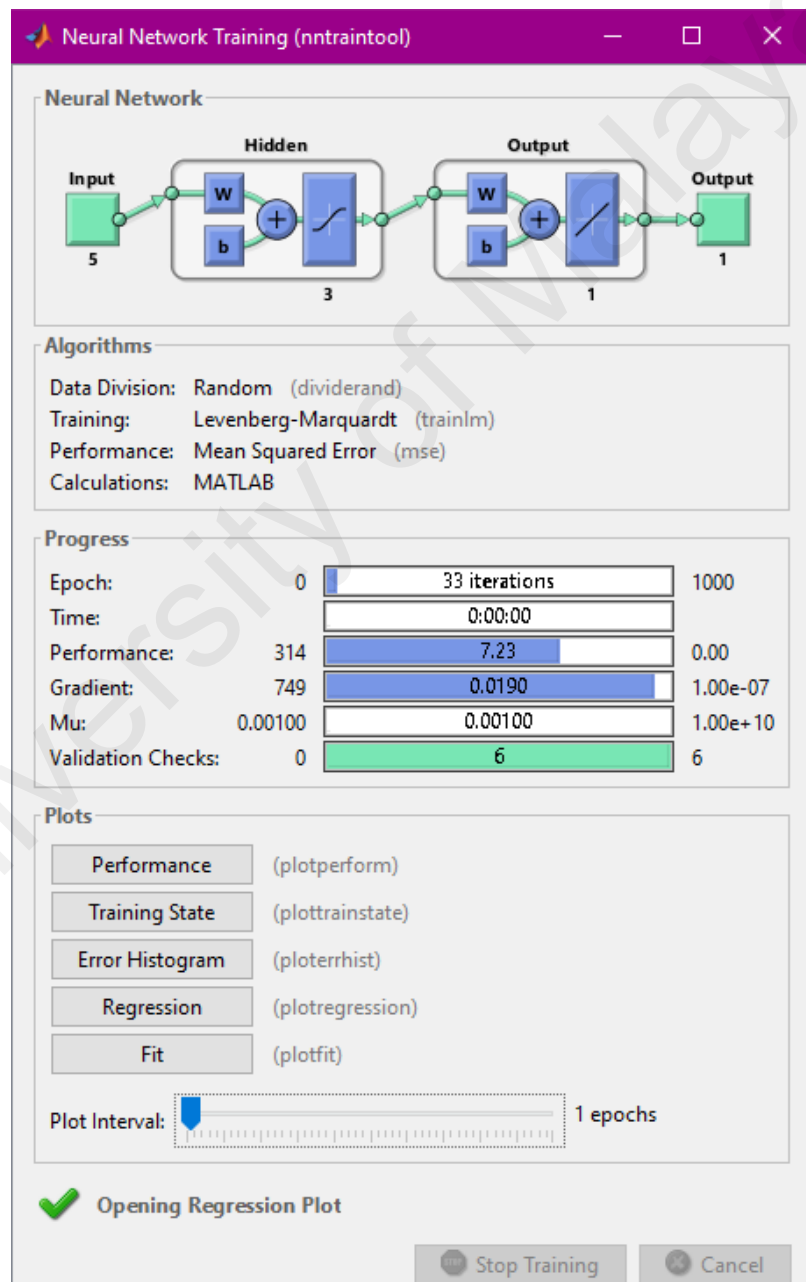 Neural Network Training (nntraintool)
Neural Network
Hidden
Output
Input
Output
W
W
+
+
b
b
5
1
3
1
Algorithms
Data Division: Random (dividerand)
Training: Levenberg-Marquardt (trainlm)
Performance: Mean Squared Error (mse)
Calculations: MATLAB
Progress
Epoch: 0 33 iterations 1000
Time: 0:00:00
Performance: 314 7.23 0.00
Gradient: 749 0.0190 1.00e-07
Mu: 0.00100 0.00100 1.00e+10
Validation Checks: 0 6 6
Plots
Performance (plotperform)
Training State (plottrainstate)
Error Histogram (ploterrhist)
Regression (plotregression)
Fit (plotfit)
Plot Interval: 1 epochs
Opening Regression Plot
Stop Training Cancel
University of Malaya